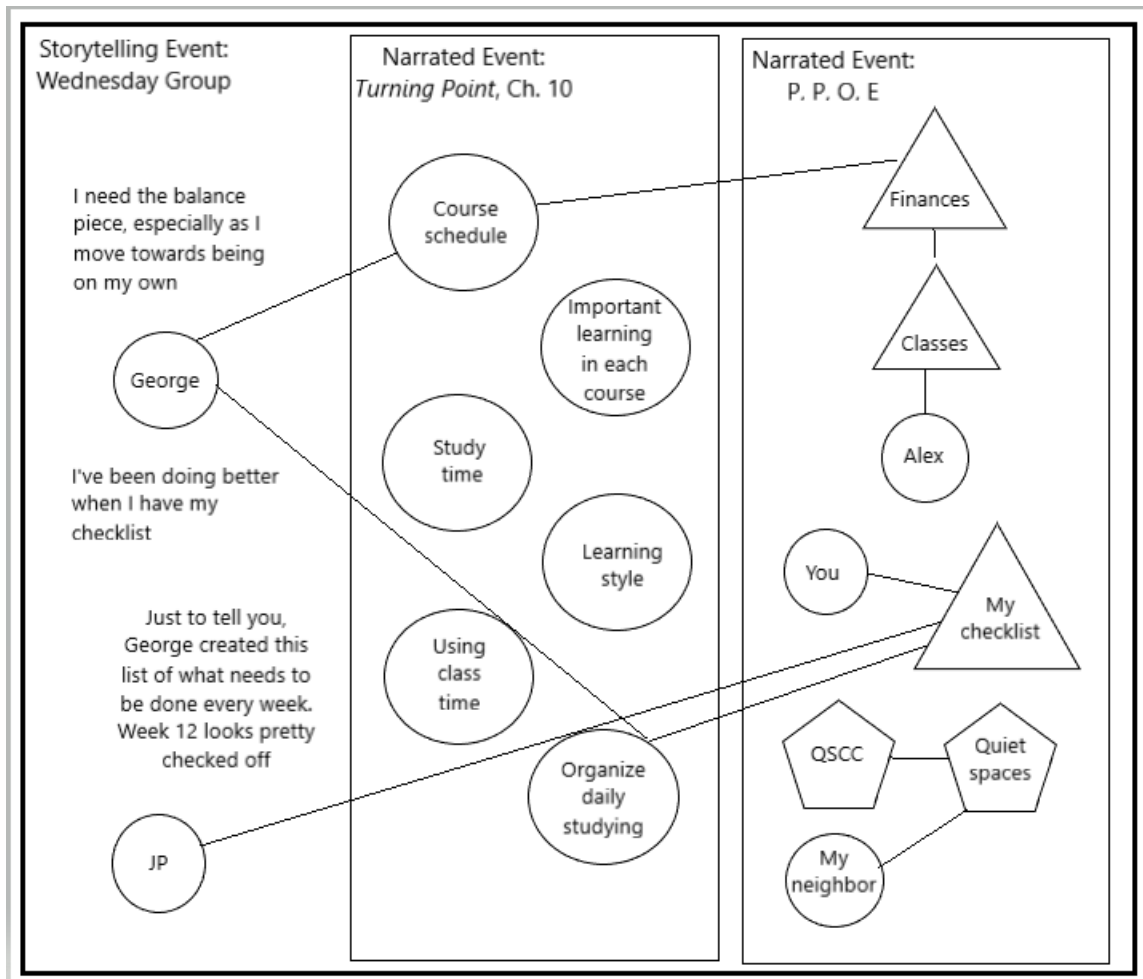 Storytelling Event:
Wednesday Group
I need the balance
piece, especially as I
move towards being
on my own
George
I've been doing better
when I have my
checklist
Just to tell you,
George created this
list of what needs to
be done every week.
Week 12 looks pretty
checked off
JP
Narrated Event:
Turning Point, Ch. 10
Course
schedule
Important
learning
in each
course
Study
time
Learning
style
Using
class
time
Organize
daily
studying
Narrated Event:
P. P. O. E
Finances
Classes
Alex
You
My
checklist
QSCC
Quiet
spaces
My
neighbor